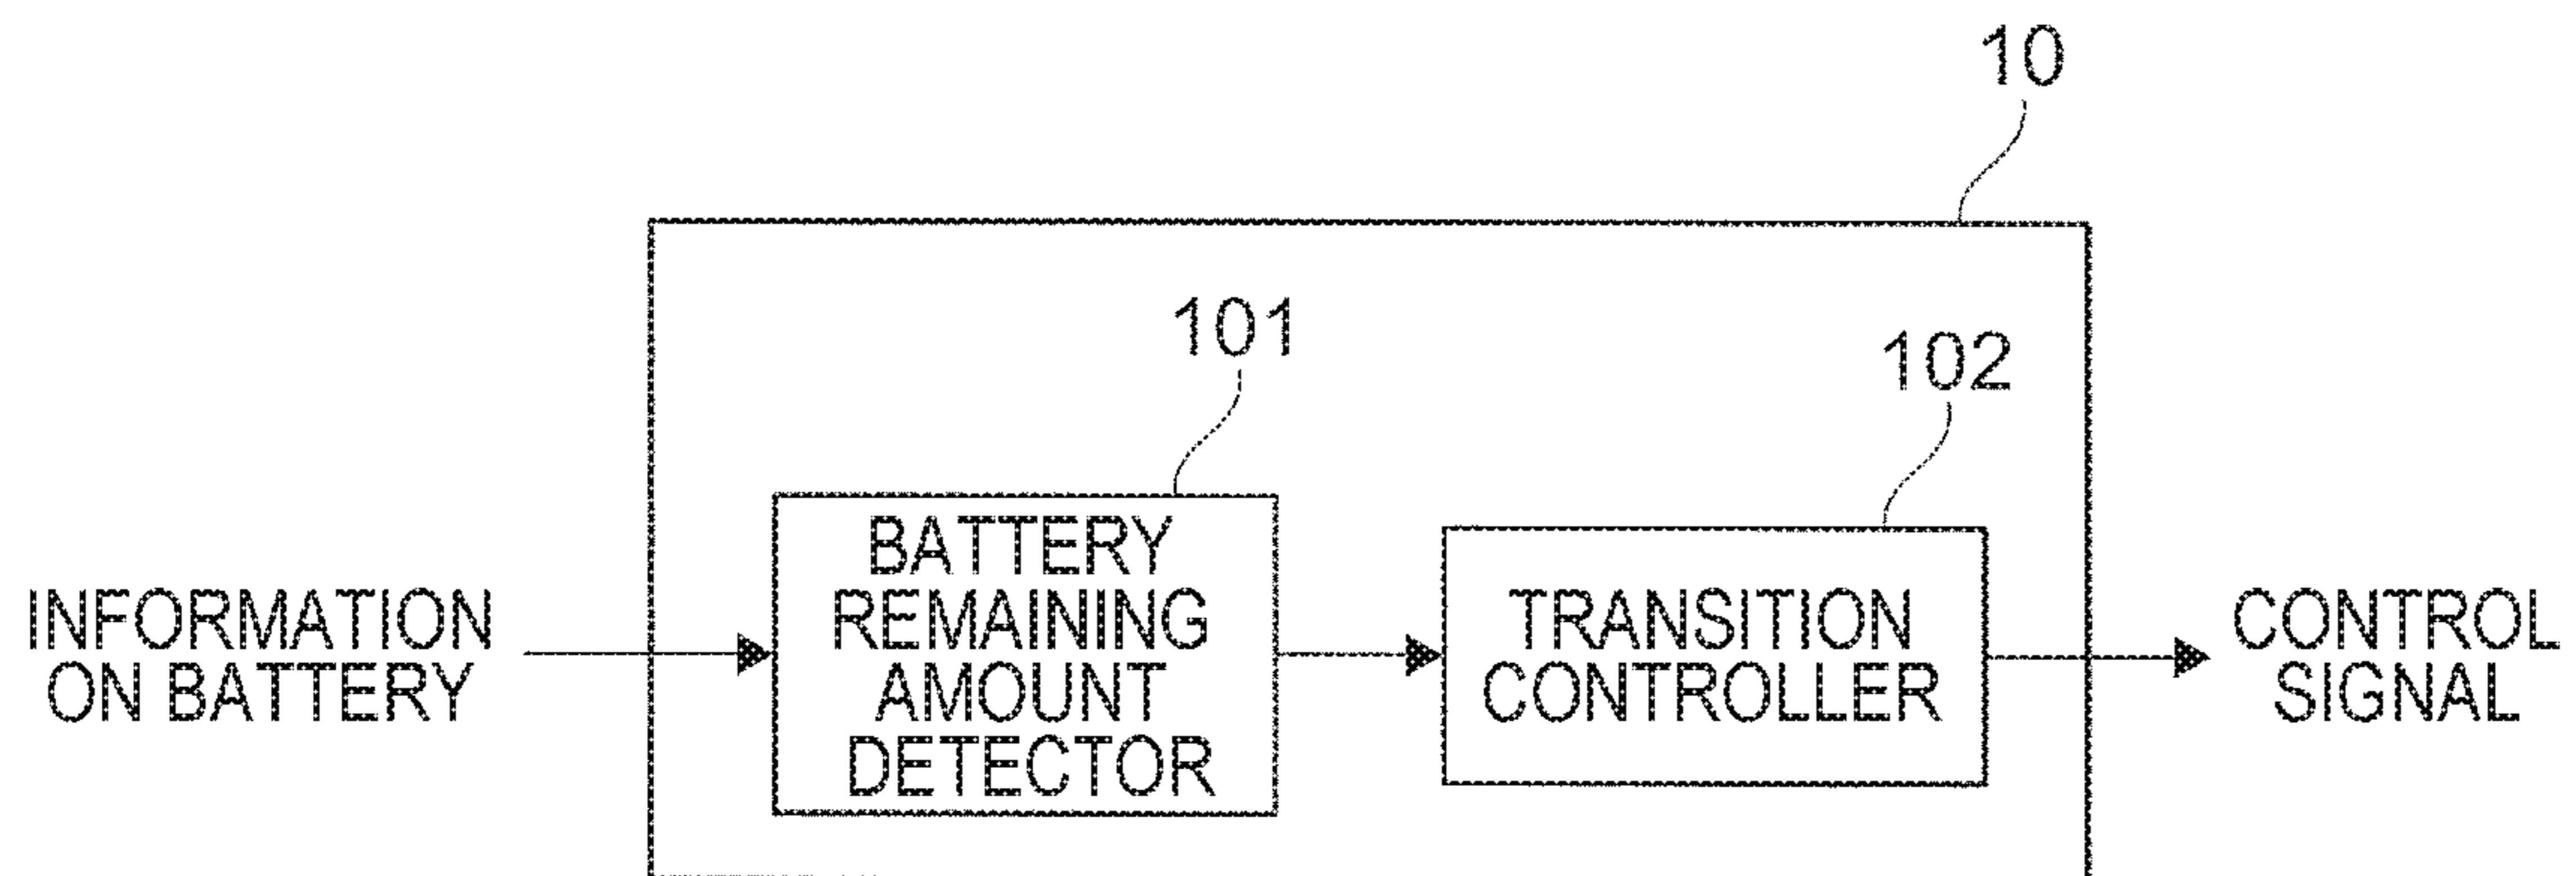 10
101
102
INFORMATION
ON BATTERY
BATTERY
REMAINING
AMOUNT
DETECTOR
TRANSITION
CONTROLLER
CONTROL
SIGNAL